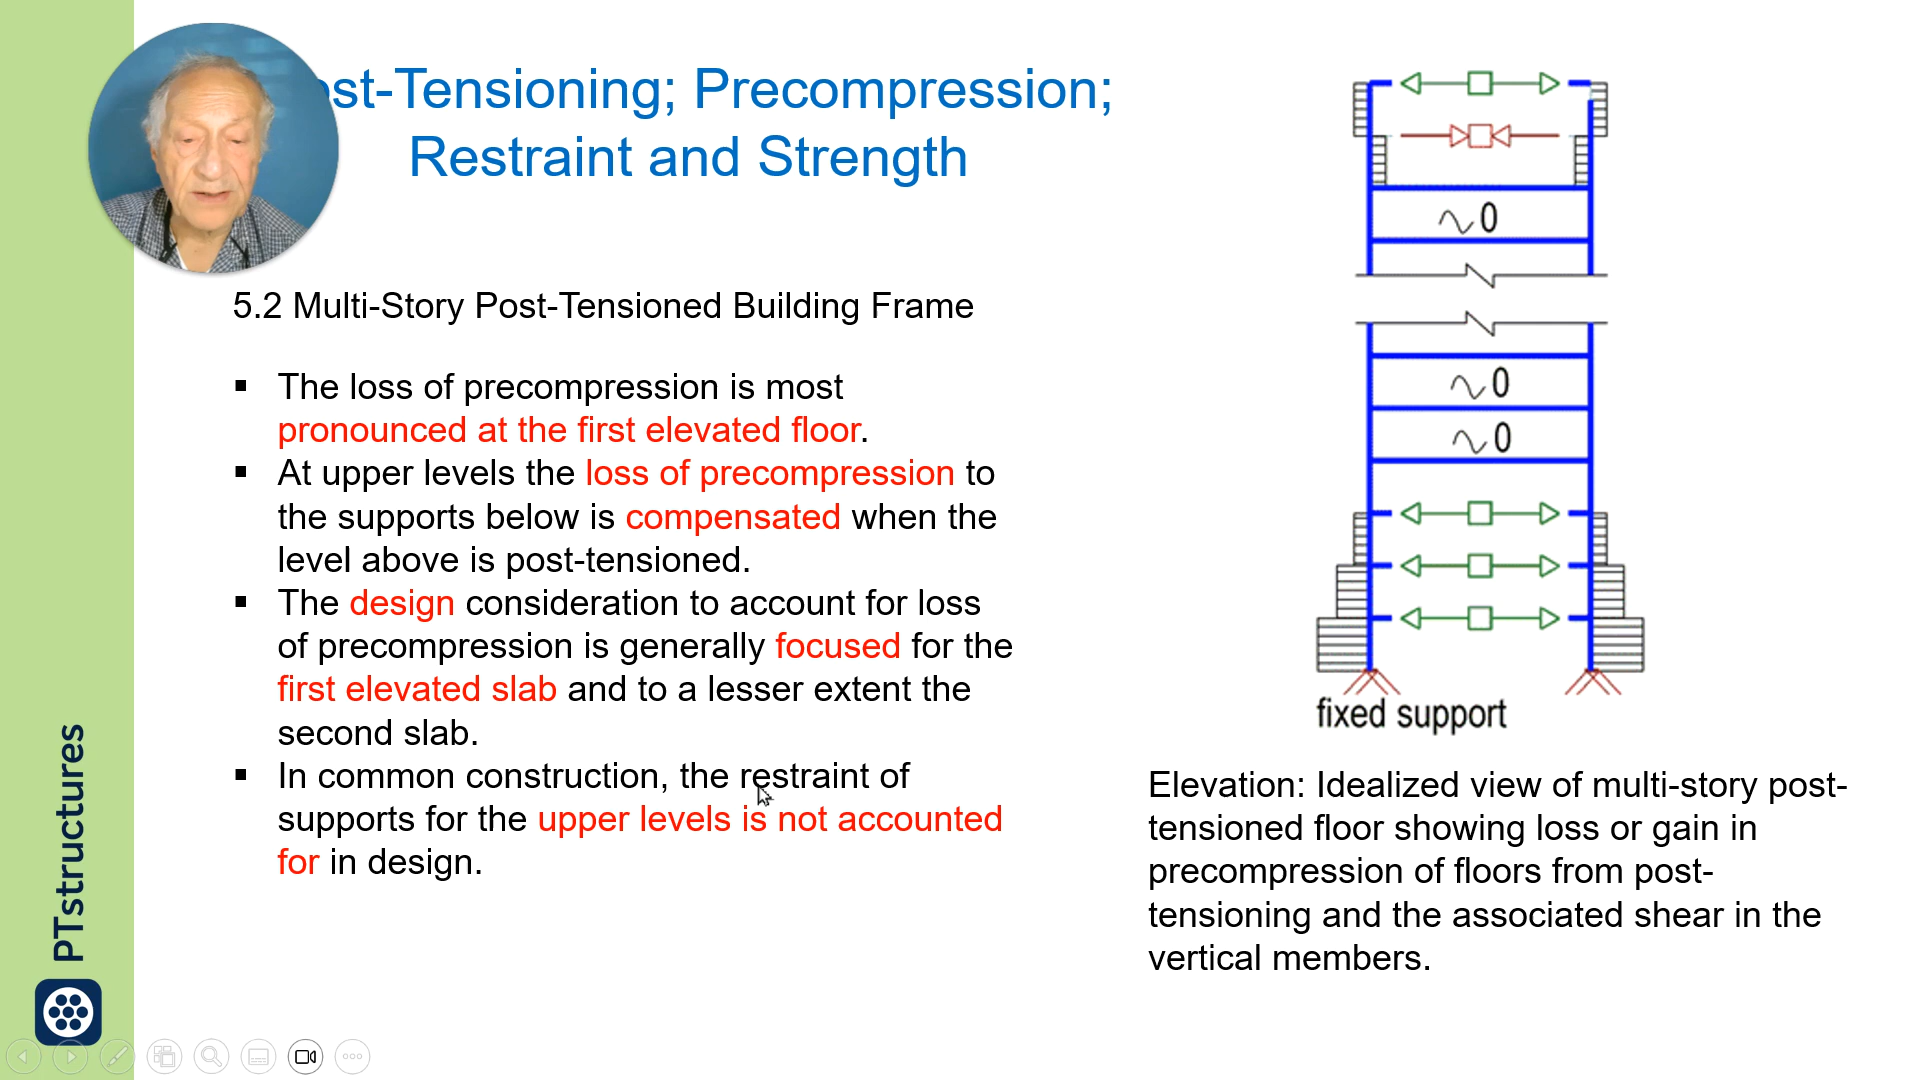 ost-Tensioning; Precompression;
Restraint and Strength
5.2 Multi-Story Post-Tensioned Building Frame
▪ The loss of precompression is most
pronounced at the first elevated floor.
▪ At upper levels the loss of precompression to
the supports below is compensated when the
level above is post-tensioned.
▪ The design consideration to account for loss
of precompression is generally focused for the
first elevated slab and to a lesser extent the
second slab.
▪ In common construction, the restraint of
supports for the upper levels is not accounted
for in design.
~0
~0
~0
fixed support
Elevation: Idealized view of multi-story post-
tensioned floor showing loss or gain in
precompression of floors from post-
tensioning and the associated shear in the
vertical members.
PTstructures